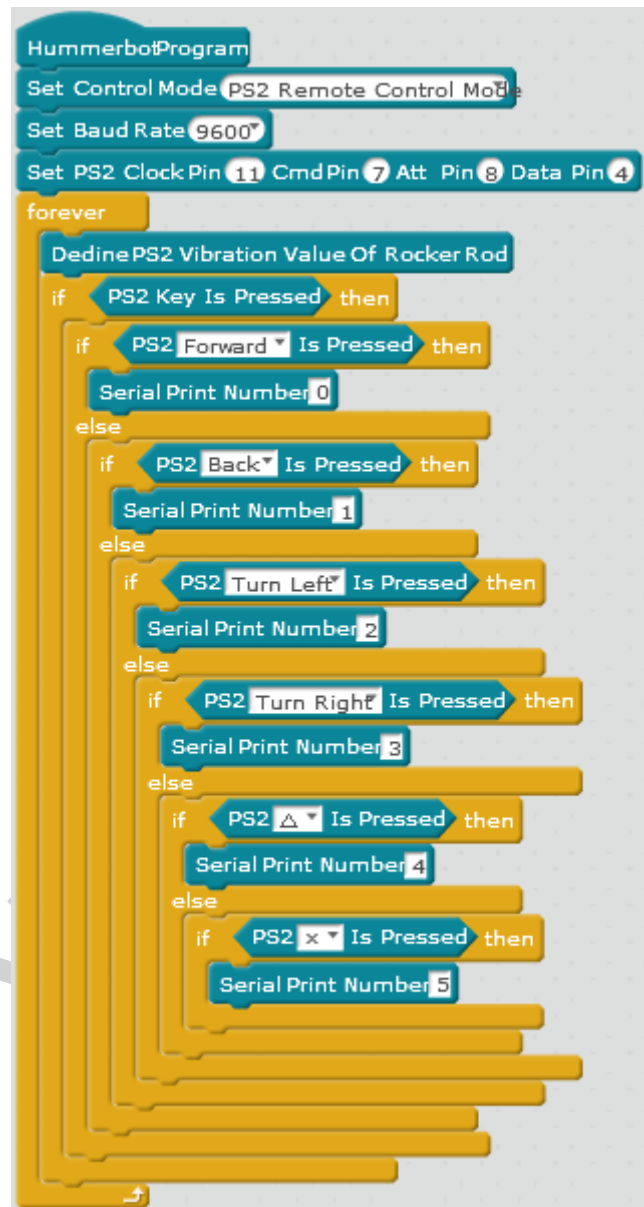 HummerbotProgram
Set Control Mode PS2 Remote Control Mode
Set Baud Rate 9600
Set PS2 Clock Pin 11 Cmd Pin 7 Att Pin 8 Data Pin 4
forever
Dedine PS2 Vibration Value Of Rocker Rod
if PS2 Key Is Pressed then
if PS2 Forward Is Pressed then
Serial Print Number 0
else
if PS2 Back Is Pressed then
Serial Print Number 1
else
if PS2 Turn Left Is Pressed then
Serial Print Number 2
else
if PS2 Turn Right Is Pressed then
Serial Print Number 3
else
if PS2 △ Is Pressed then
Serial Print Number 4
else
if PS2 × Is Pressed then
Serial Print Number 5